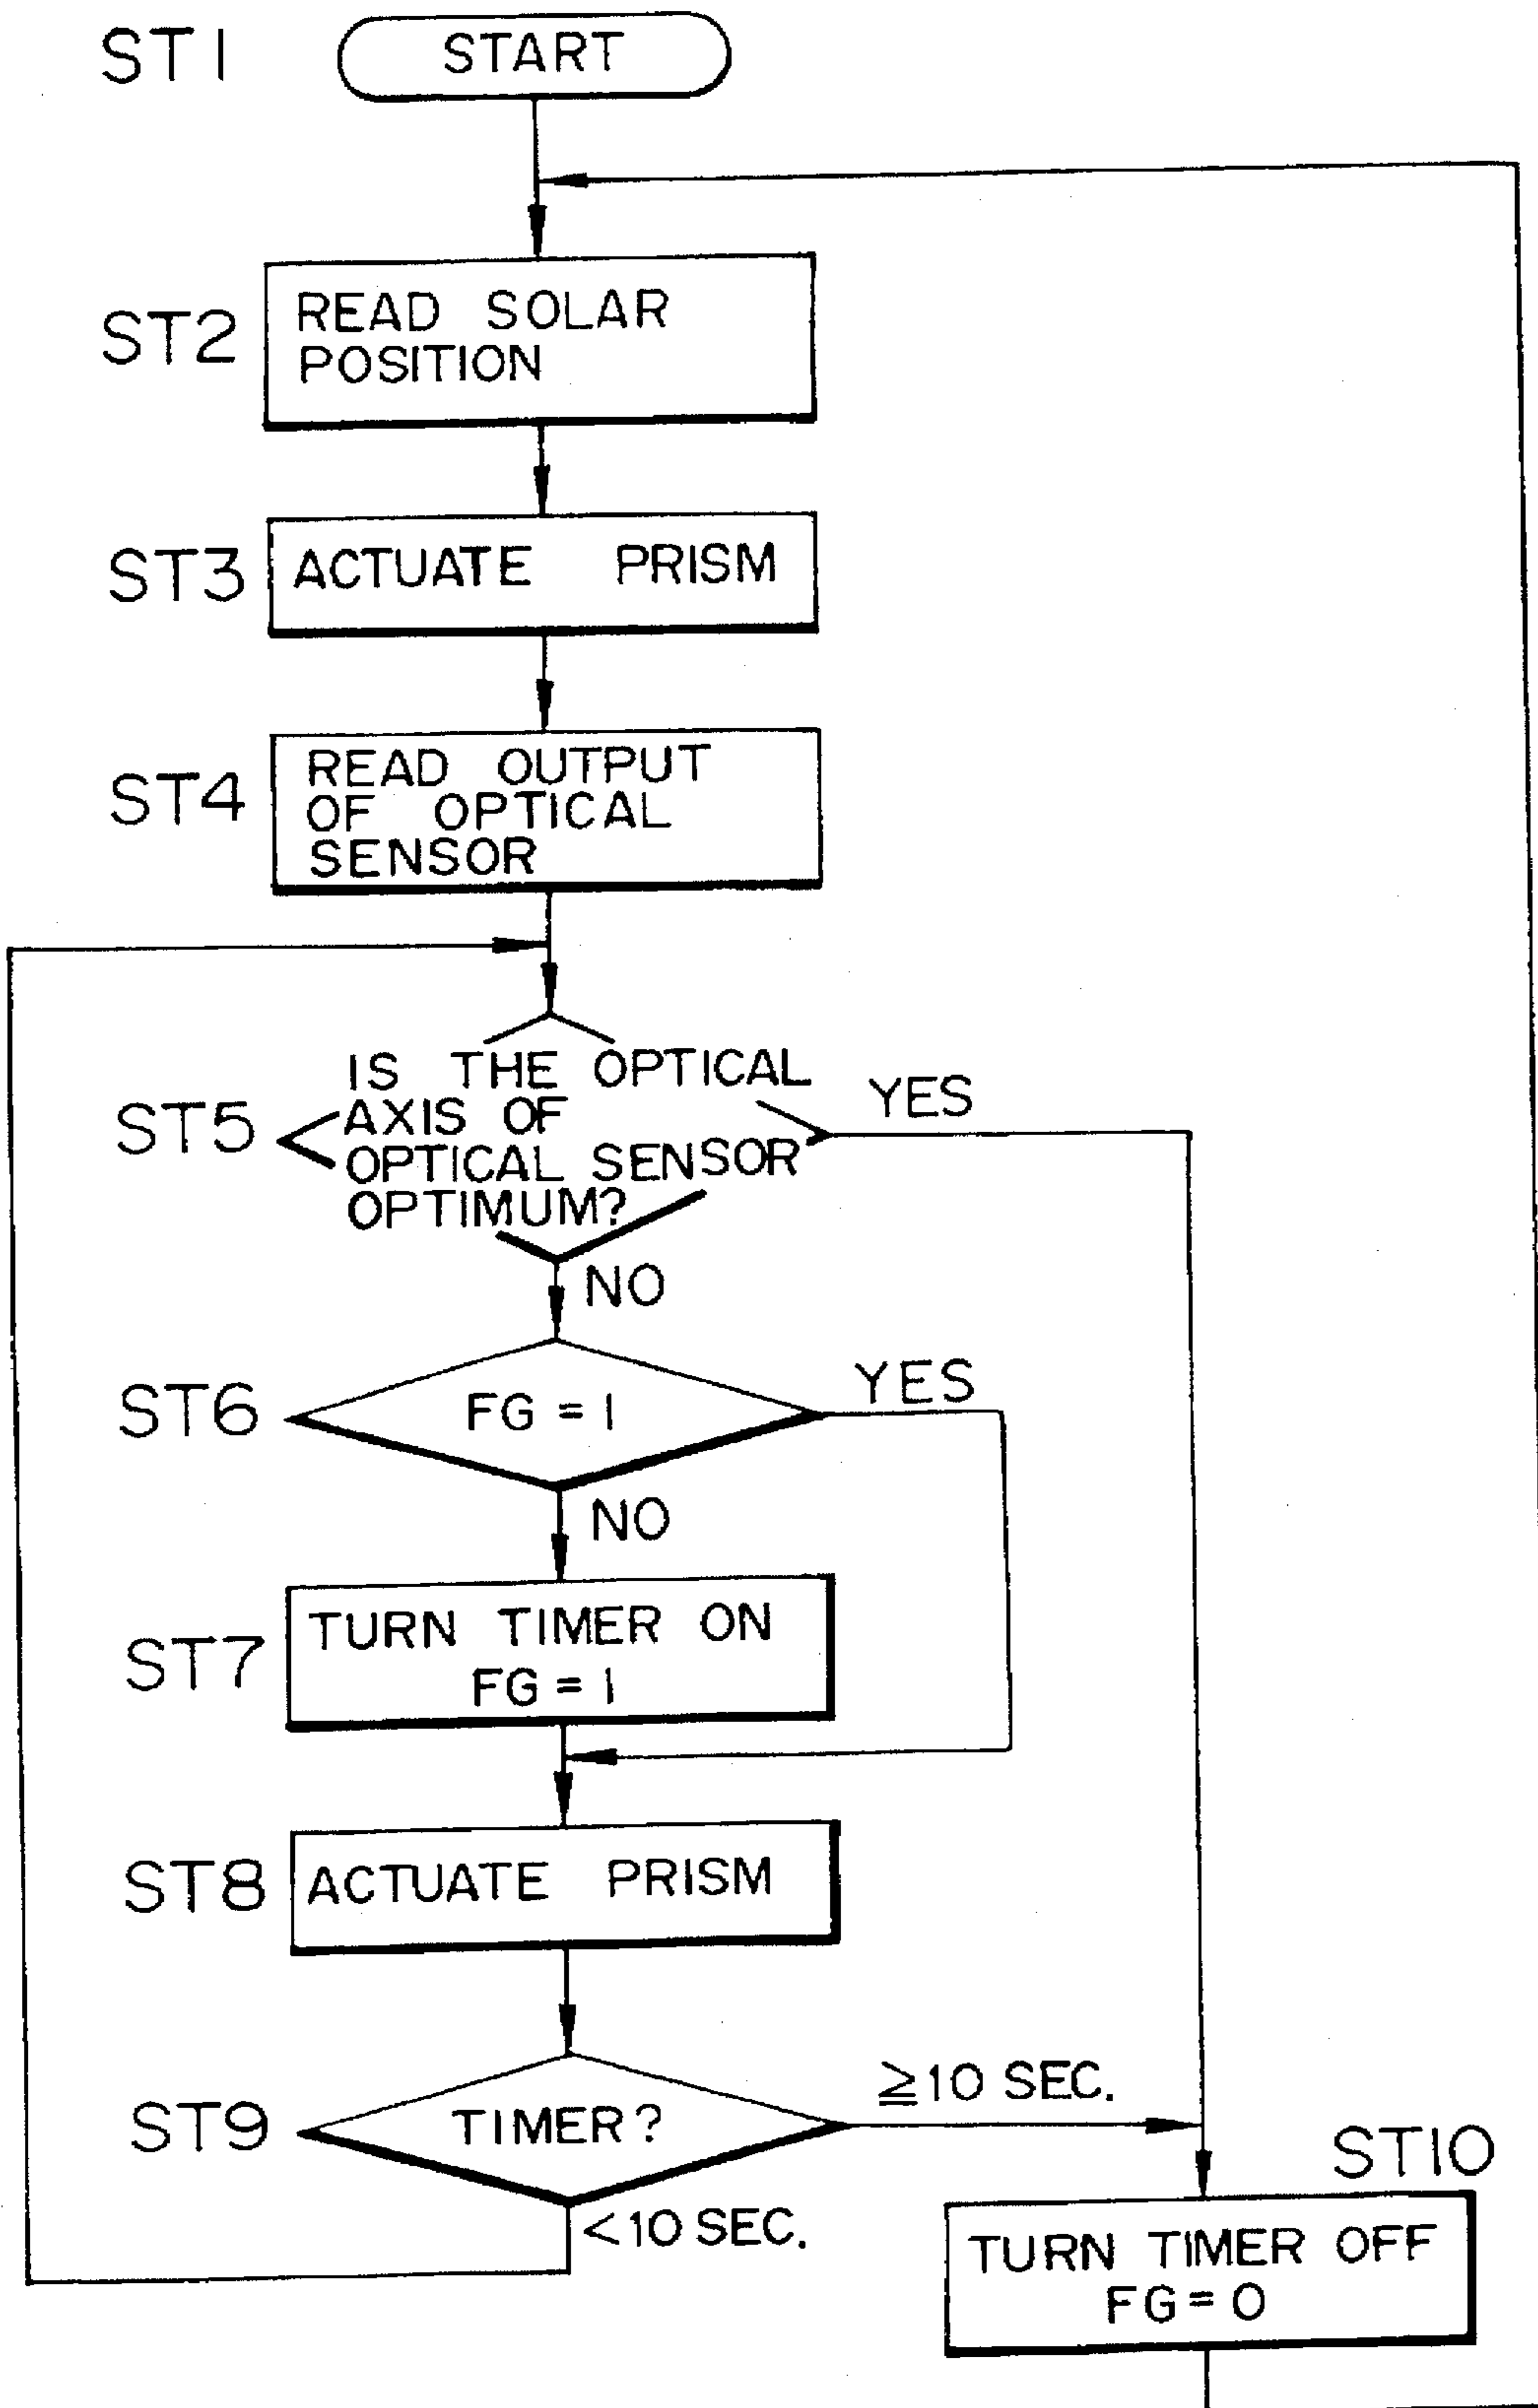 ST1
START
ST2
READ SOLAR
POSITION
ST3
ACTUATE PRISM
ST4
READ OUTPUT
OF OPTICAL
SENSOR
ST5
IS THE OPTICAL
AXIS OF
OPTICAL SENSOR
OPTIMUM?
YES
NO
ST6
FG = 1
YES
NO
ST7
TURN TIMER ON
FG = 1
ST8
ACTUATE PRISM
ST9
TIMER?
≧10 SEC.
<10 SEC.
ST10
TURN TIMER OFF
FG = 0